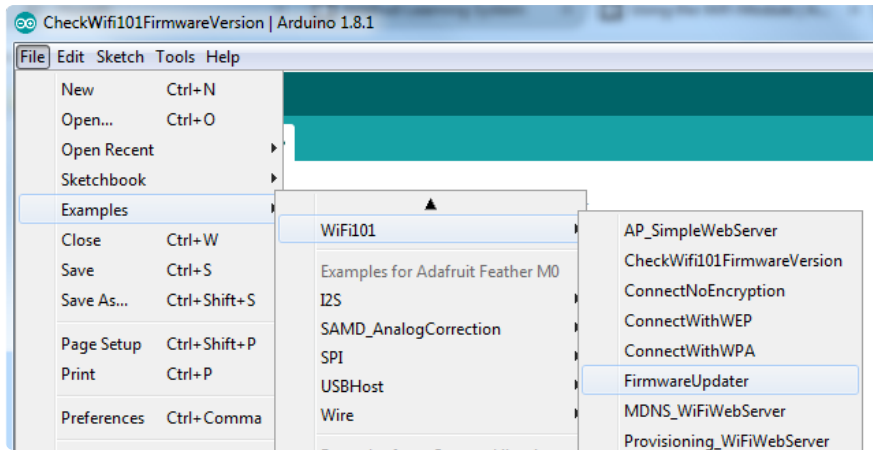 CheckWifi101FirmwareVersion | Arduino 1.8.1
File Edit Sketch Tools Help
New Ctrl+N
Open... Ctrl+O
Open Recent
Sketchbook
Examples
Close Ctrl+W
Save Ctrl+S
Save As... Ctrl+Shift+S
Page Setup Ctrl+Shift+P
Print Ctrl+P
Preferences Ctrl+Comma
WiFi101
Examples for Adafruit Feather M0
I2S
SAMD_AnalogCorrection
SPI
USBHost
Wire
AP_SimpleWebServer
CheckWifi101FirmwareVersion
ConnectNoEncryption
ConnectWithWEP
ConnectWithWPA
FirmwareUpdater
MDNS_WiFiWebServer
Provisioning_WiFiWebServer